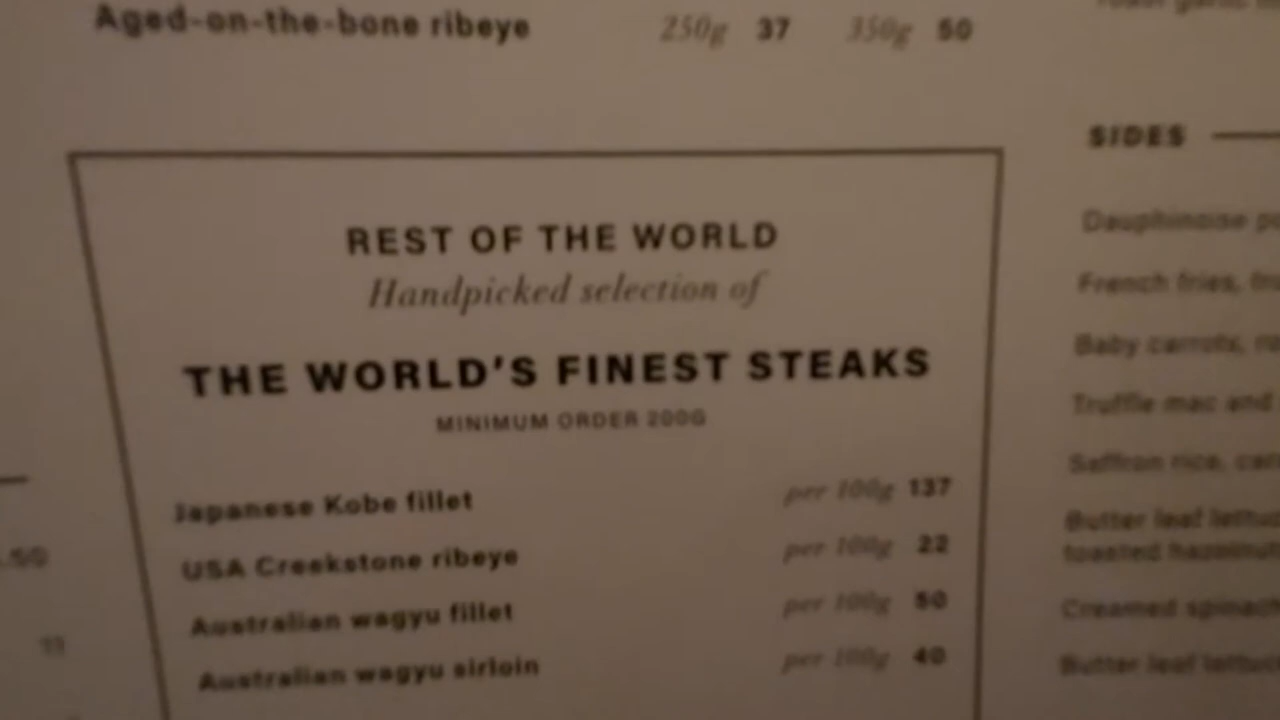 Aged-on-the-bone ribeye 250g 37 350g 50
REST OF THE WORLD
Handpicked selection of
THE WORLD'S FINEST STEAKS
MINIMUM ORDER 200G
Japanese Kobe fillet per 100g 137
USA Creekstone ribeye per 100g 22
Australian wagyu fillet per 100g 50
Australian wagyu sirloin per 100g 40
SIDES
Dauphinoise
French fries,
Baby carrots,
Truffle mac and
Saffron rice,
Butter leaf
toasted
Creamed spinach
Butter leaf